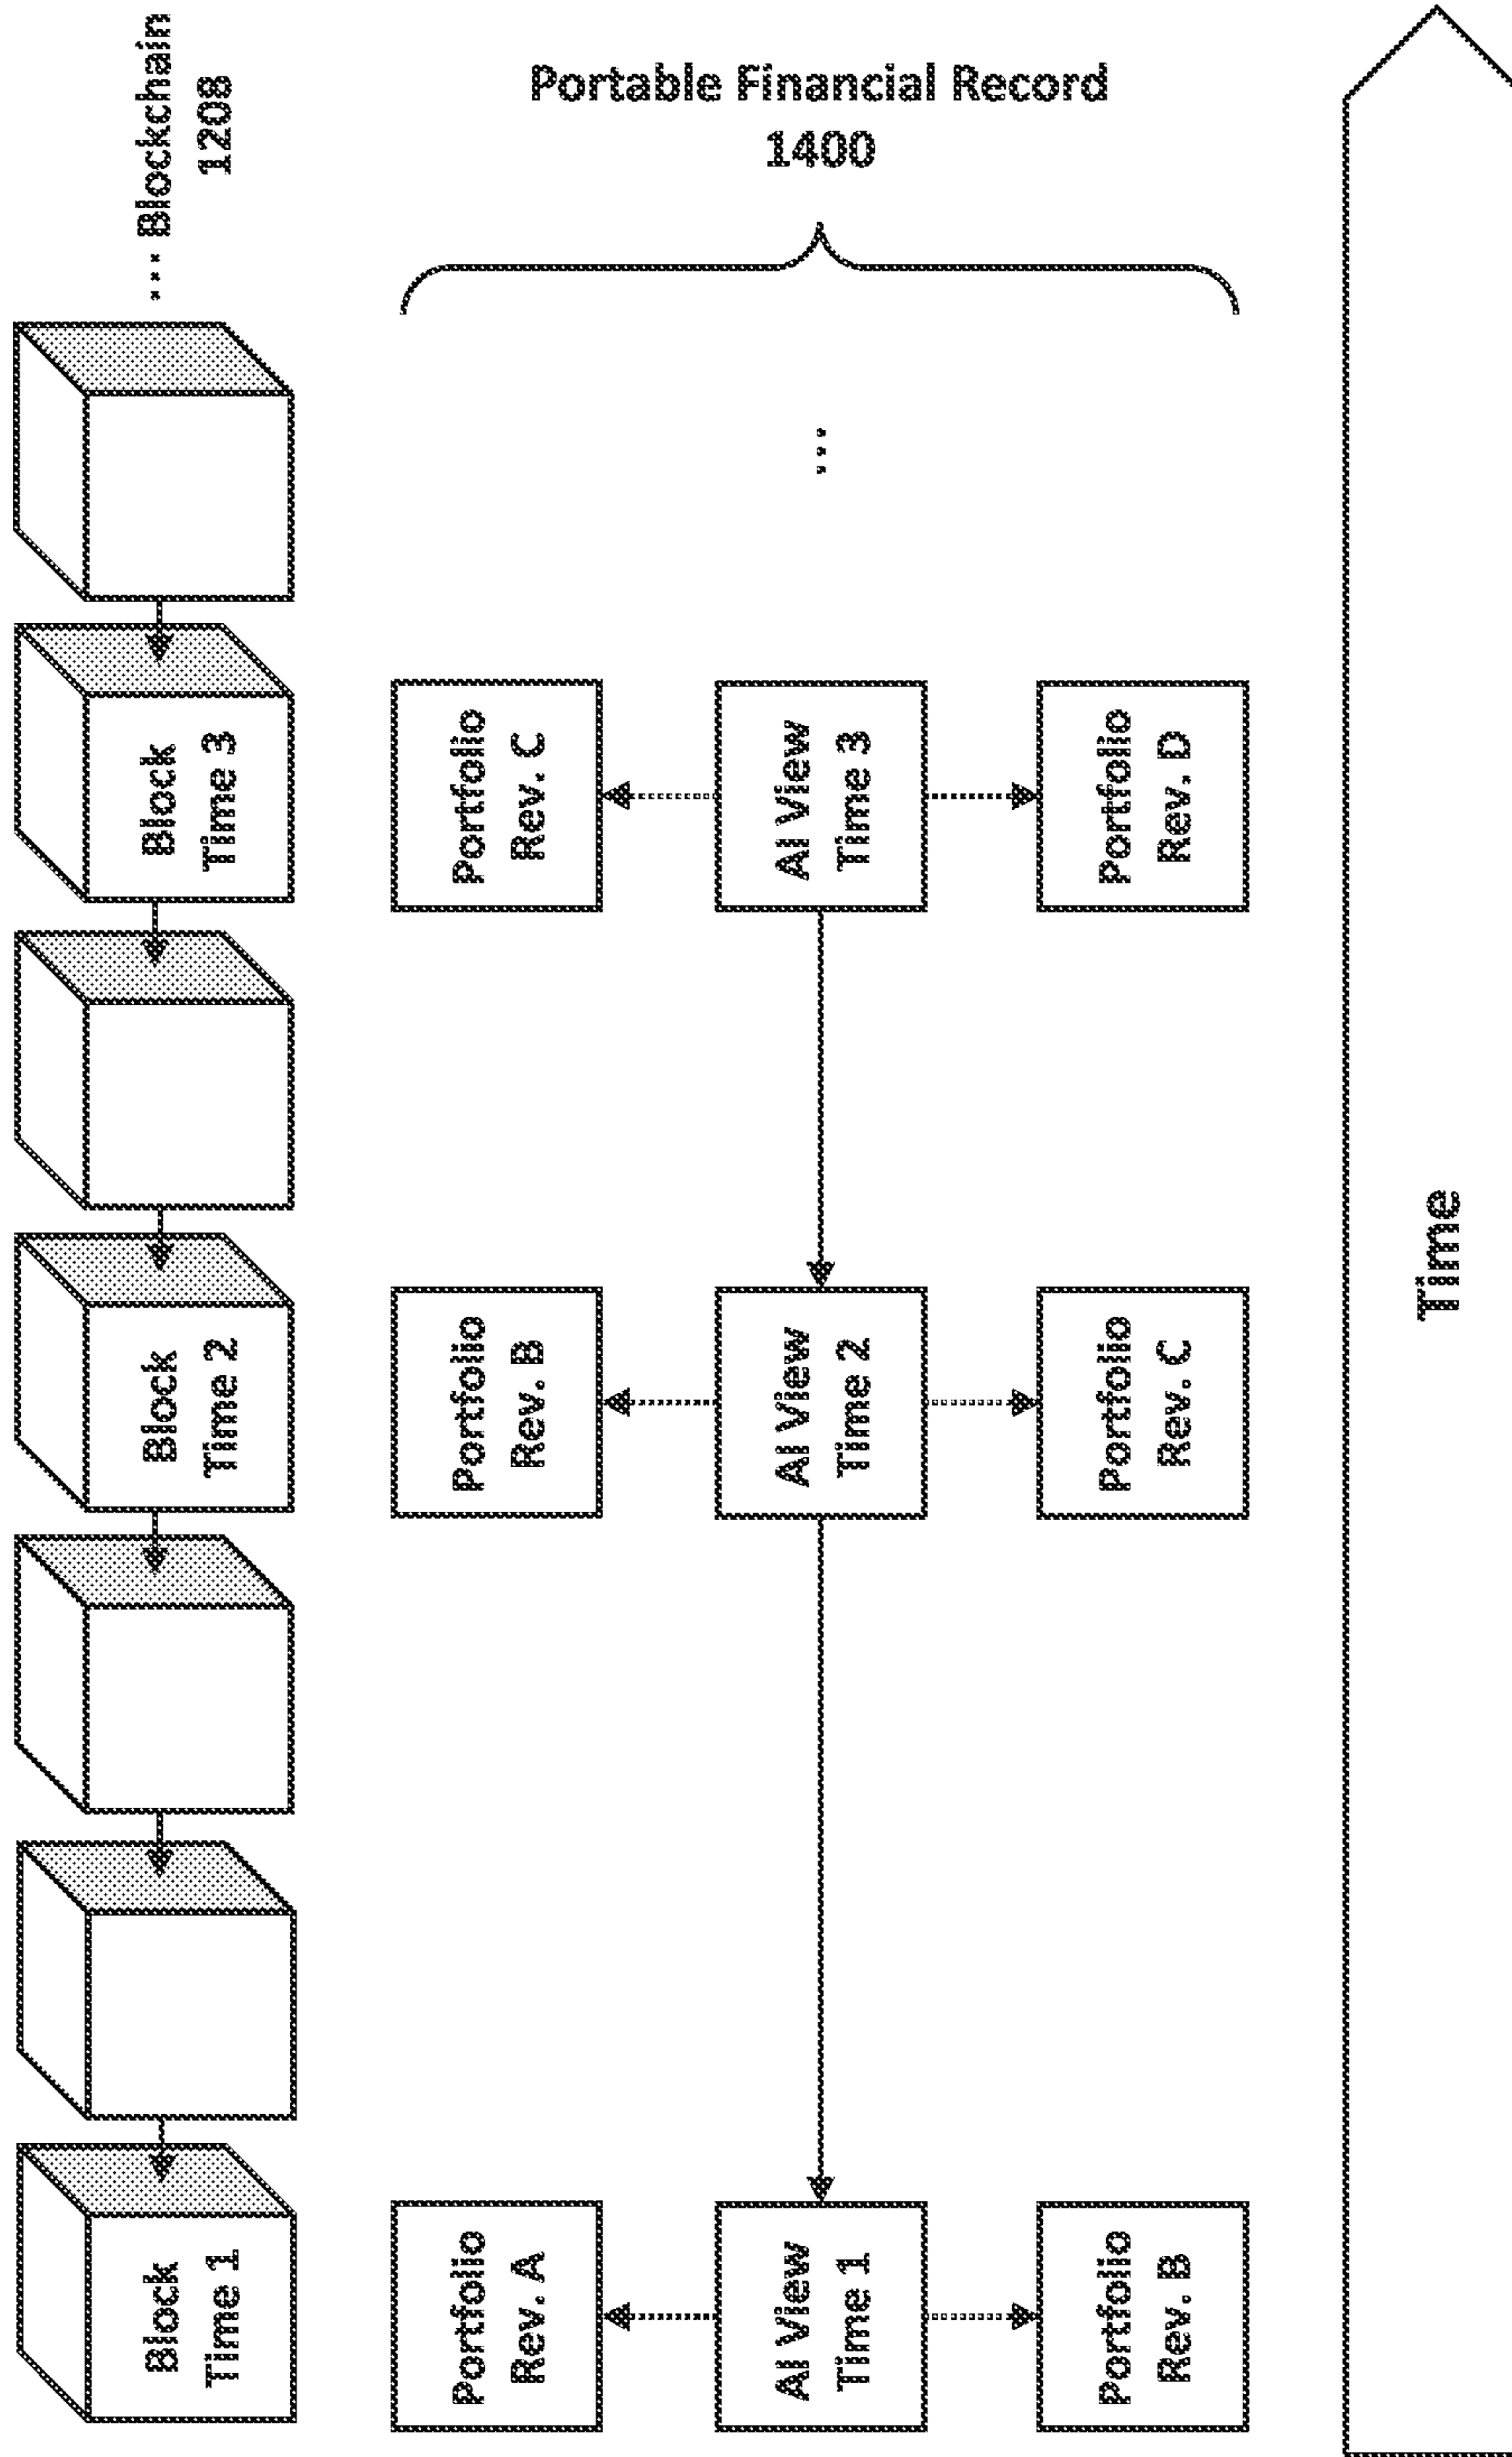 ... Blockchain
1208
Portable Financial Record
1400
...
Block
Time 3
Portfolio
Rev. C
AI View
Time 3
Portfolio
Rev. D
Block
Time 2
Portfolio
Rev. B
AI View
Time 2
Portfolio
Rev. C
Block
Time 1
Portfolio
Rev. A
AI View
Time 1
Portfolio
Rev. B
Time